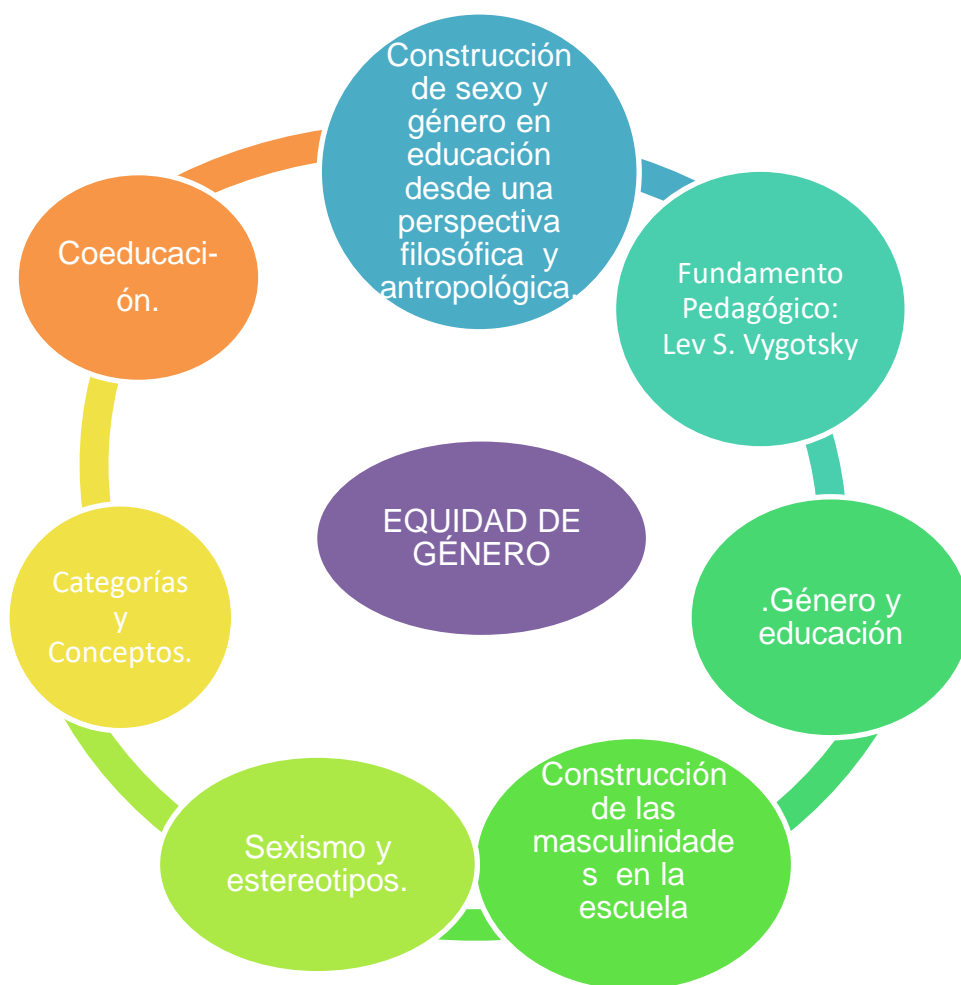 Construcción
de sexo y
género en
educación
desde una
perspectiva
filosófica y
antropológica.
Fundamento
Pedagógico:
Lev S. Vygotsky
.Género y
educación
Construcción
de las
masculinidade
s en la
escuela
Sexismo y
estereotipos.
Categorías
y
Conceptos.
Coeducaci-
ón.
EQUIDAD DE
GÉNERO